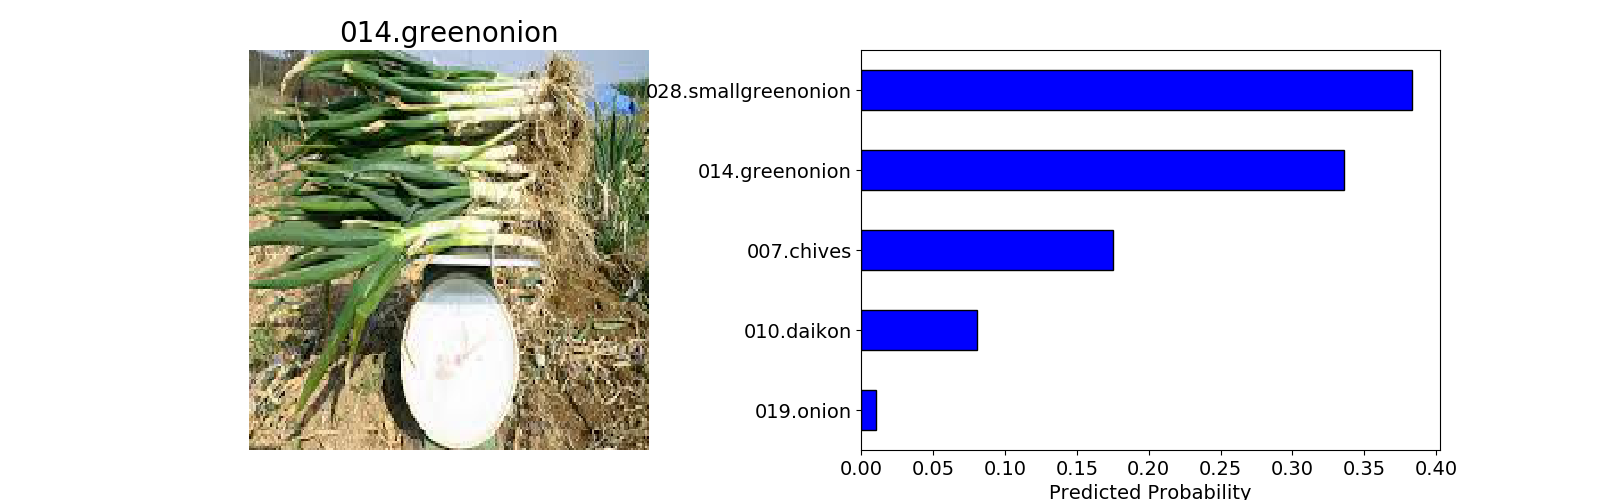 014.greenonion
028.smallgreenonion
014.greenonion
007.chives
010.daikon
019.onion
0.00 0.05 0.10 0.15 0.20 0.25 0.30 0.35 0.40
Predicted Probability